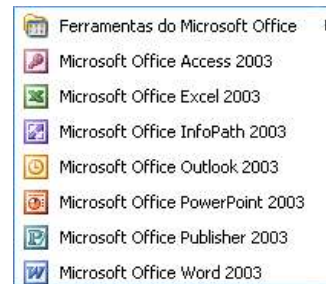 Ferramentas do Microsoft Office
Microsoft Office Access 2003
Microsoft Office Excel 2003
Microsoft Office InfoPath 2003
Microsoft Office Outlook 2003
Microsoft Office PowerPoint 2003
Microsoft Office Publisher 2003
Microsoft Office Word 2003